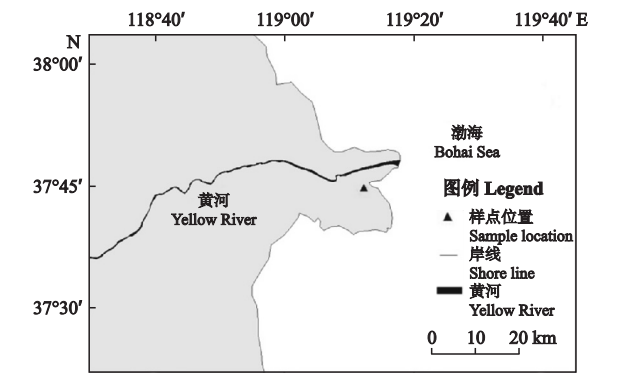 118°40′ 119°00′ 119°20′ 119°40′ E
N
38°00′
渤海
Bohai Sea
37°45′
图例 Legend
黄河
Yellow River
样点位置
Sample location
岸线
Shore line
黄河
Yellow River
37°30′
0 10 20 km